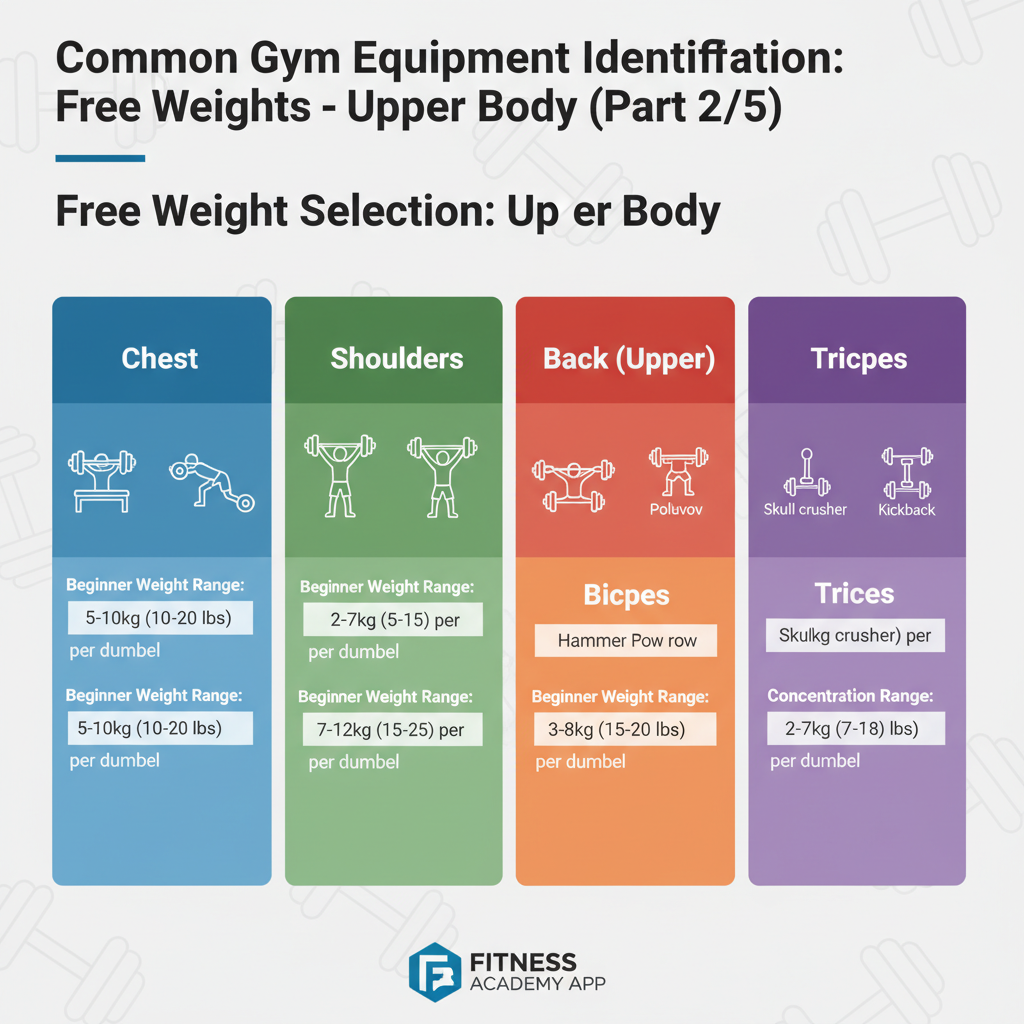 Common Gym Equipment Identiffation:
Free Weights - Upper Body (Part 2/5)
Free Weight Selection: Up er Body
Chest
Beginner Weight Range:
5-10kg (10-20 lbs)
per dumbel
Beginner Weight Range:
5-10kg (10-20 lbs)
per dumbel
Shoulders
Beginner Weight Range:
2-7kg (5-15) per
per dumbel
Beginner Weight Range:
7-12kg (15-25) per
per dumbel
Back (Upper)
Poluvov
Bicpes
Hammer Pow row
Beginner Weight Range:
3-8kg (15-20 lbs)
per dumbel
Tricpes
Skull crusher
Kickback
Trices
Skulkg crusher) per
Concentration Range:
2-7kg (7-18) lbs)
per dumbel
FITNESS
ACADEMY APP